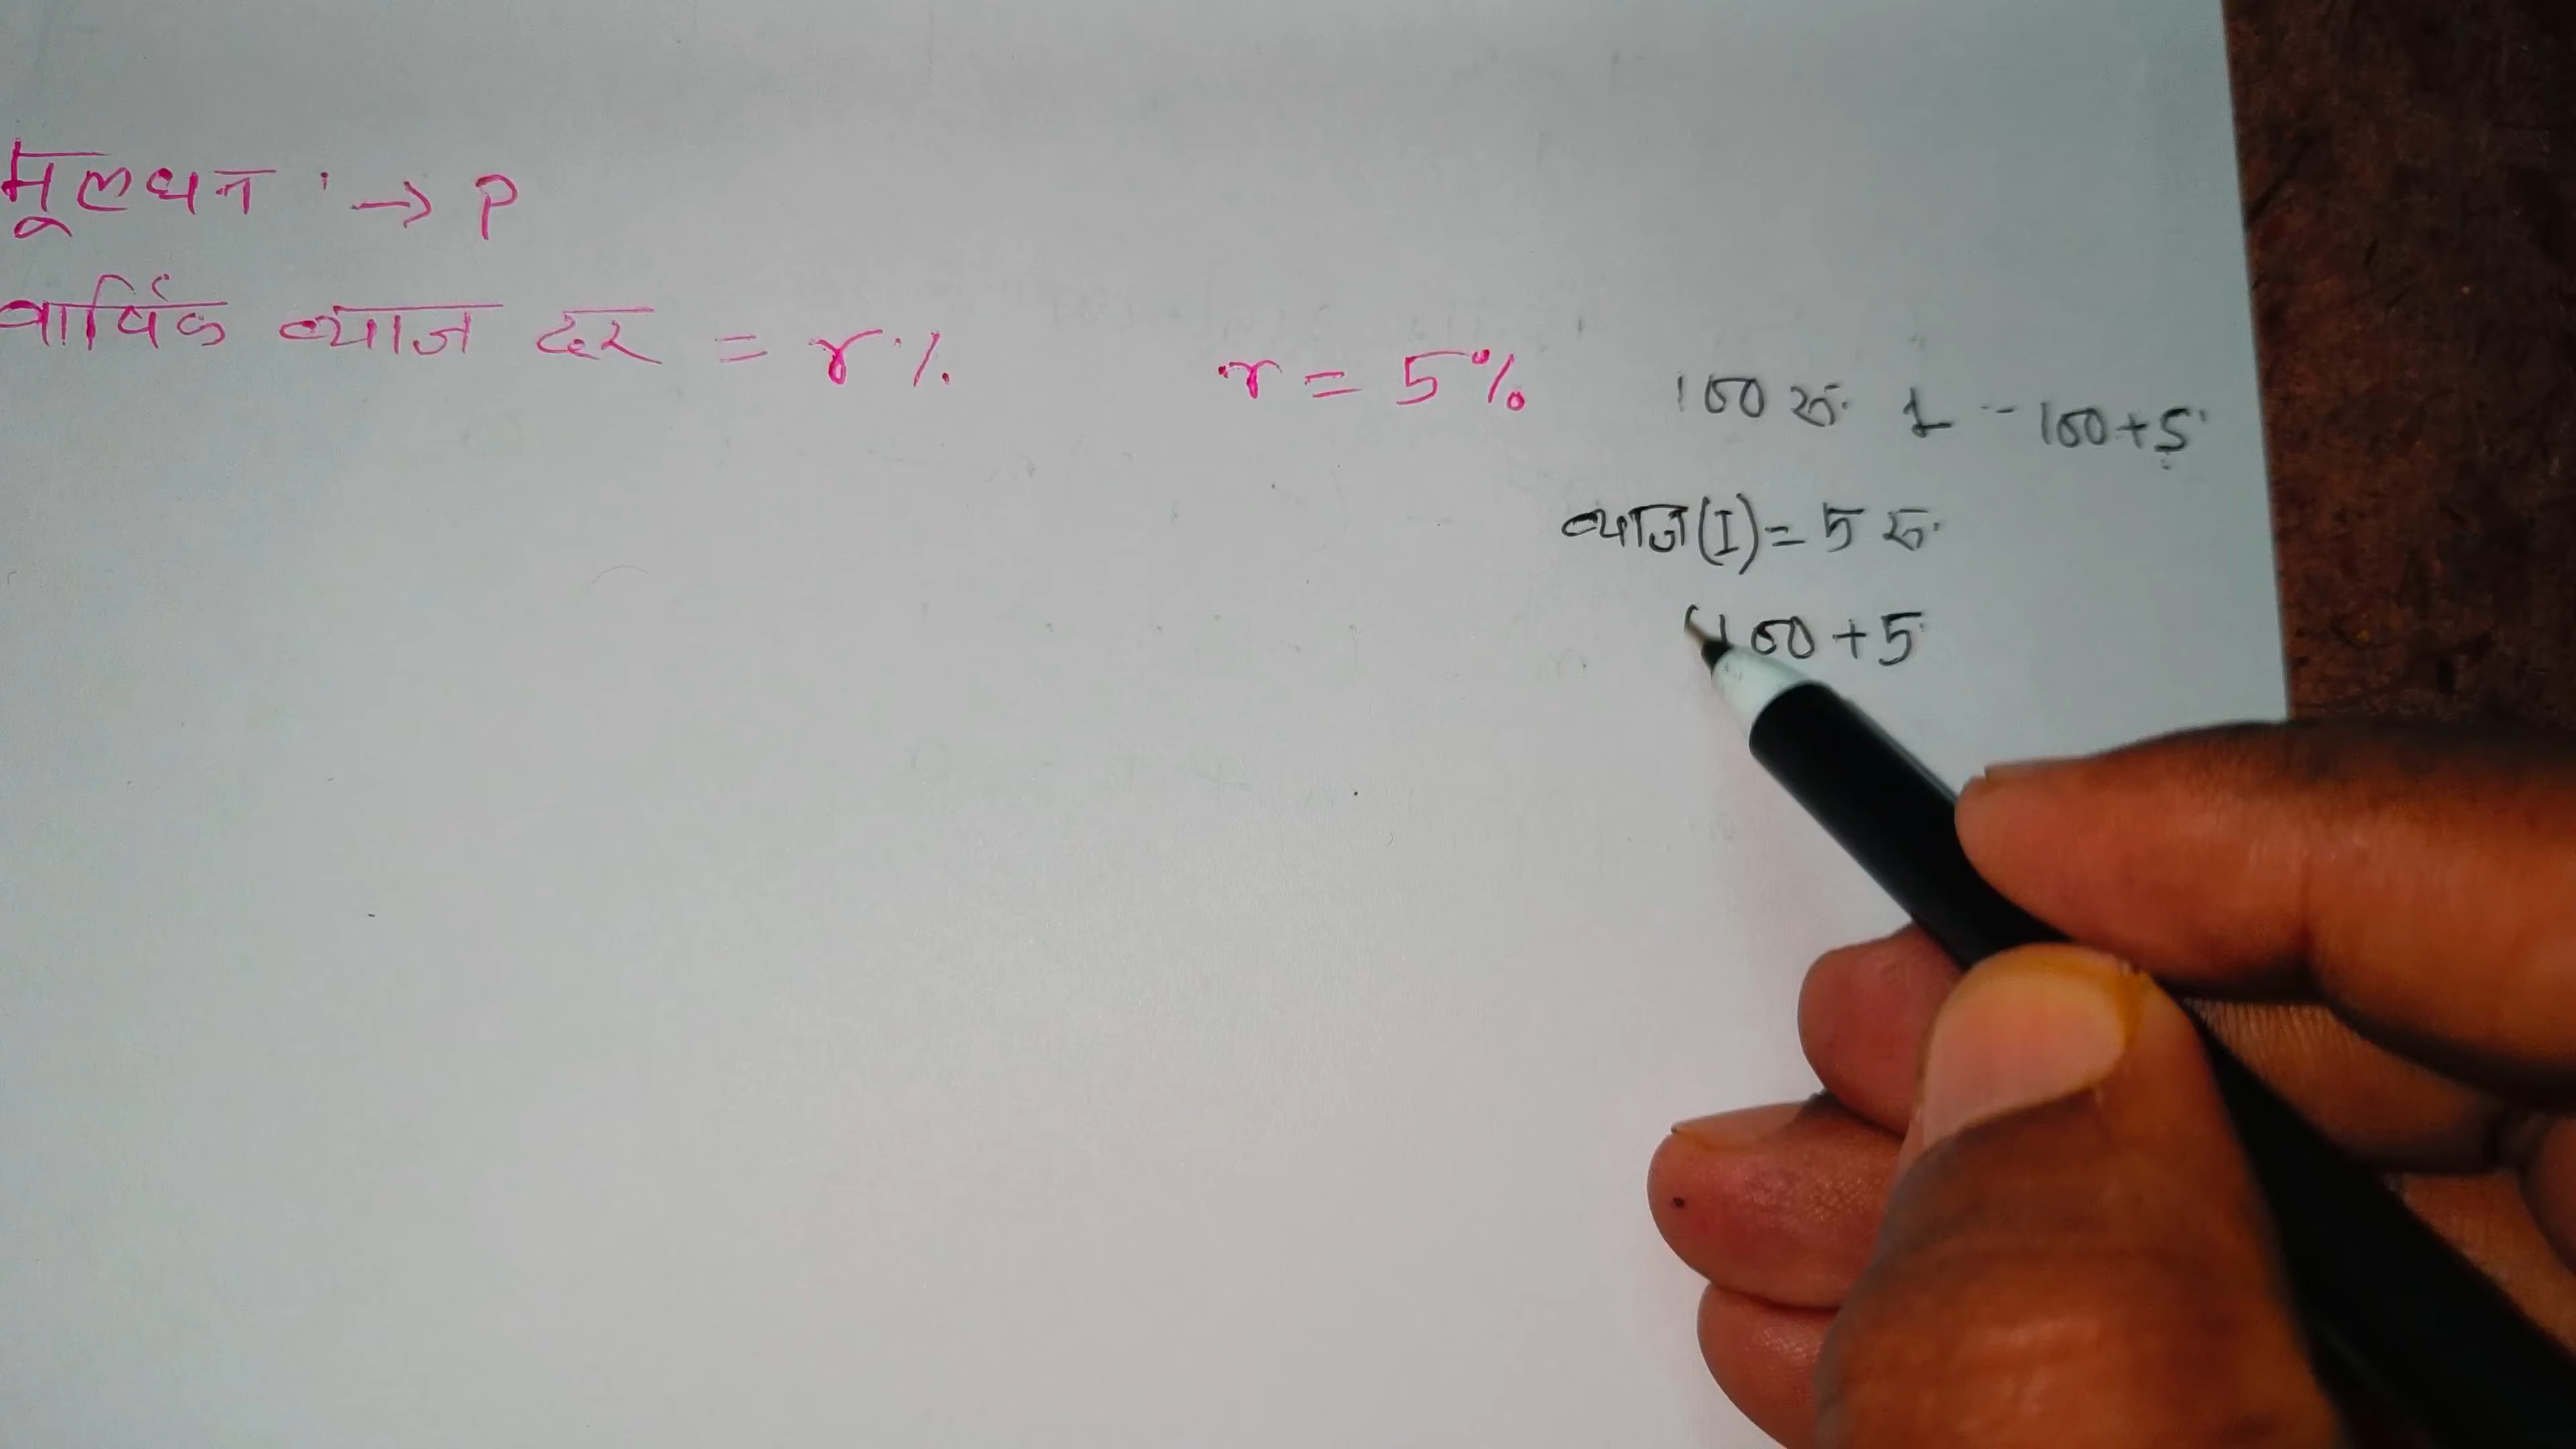 मूलधन → P
वार्षिक ब्याज दर = r% r = 5% 100 रू. 1 -- 100+5
ब्याज(I) = 5 रू.
100 + 5